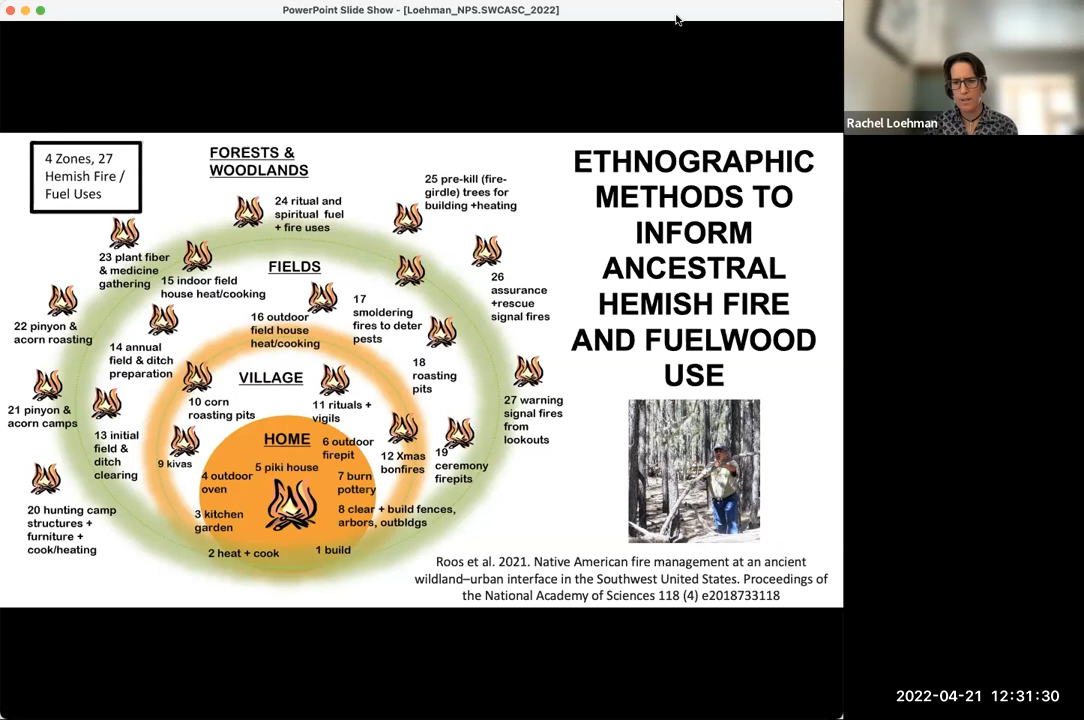 PowerPoint Slide Show - [Loehman_NPS.SWCASC_2022]
Rachel Loehman
4 Zones, 27
Hemish Fire /
Fuel Uses
FORESTS &
WOODLANDS
24 ritual and
spiritual fuel
+ fire uses
25 pre-kill (fire-
girdle) trees for
building +heating
23 plant fiber
& medicine
gathering
FIELDS
15 indoor field
house heat/cooking
26
assurance
+rescue
signal fires
17
smoldering
fires to deter
pests
16 outdoor
field house
heat/cooking
22 pinyon &
acorn roasting
14 annual
field & ditch
preparation
18
roasting
pits
VILLAGE
10 corn
roasting pits
11 rituals +
vigils
27 warning
signal fires
from
lookouts
21 pinyon &
acorn camps
13 initial
field &
ditch
clearing
HOME
6 outdoor
firepit
12 Xmas
bonfires
19
ceremony
firepits
9 kivas
5 piki house
4 outdoor
oven
7 burn
pottery
3 kitchen
garden
8 clear + build fences,
arbors, outbldgs
20 hunting camp
structures +
furniture +
cook/heating
2 heat + cook
1 build
ETHNOGRAPHIC
METHODS TO
INFORM
ANCESTRAL
HEMISH FIRE
AND FUELWOOD
USE
Roos et al. 2021. Native American fire management at an ancient
wildland–urban interface in the Southwest United States. Proceedings of
the National Academy of Sciences 118 (4) e2018733118
2022-04-21 12:31:30